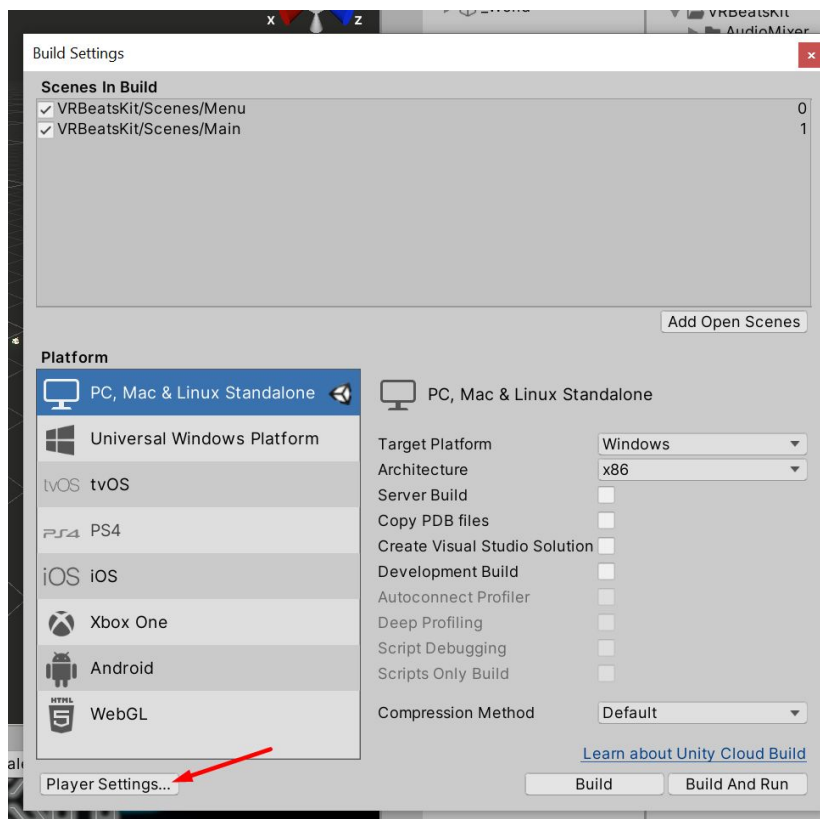 x
z
VRBeatsKit
AudioMixer
Build Settings
x
Scenes In Build
VRBeatsKit/Scenes/Menu 0
VRBeatsKit/Scenes/Main 1
Add Open Scenes
Platform
PC, Mac & Linux Standalone
Universal Windows Platform
tvOS tvOS
PS4 PS4
iOS iOS
Xbox One
Android
HTML 5 WebGL
PC, Mac & Linux Standalone
Target Platform Windows
Architecture x86
Server Build
Copy PDB files
Create Visual Studio Solution
Development Build
Autoconnect Profiler
Deep Profiling
Script Debugging
Scripts Only Build
Compression Method Default
Learn about Unity Cloud Build
Player Settings...
Build
Build And Run